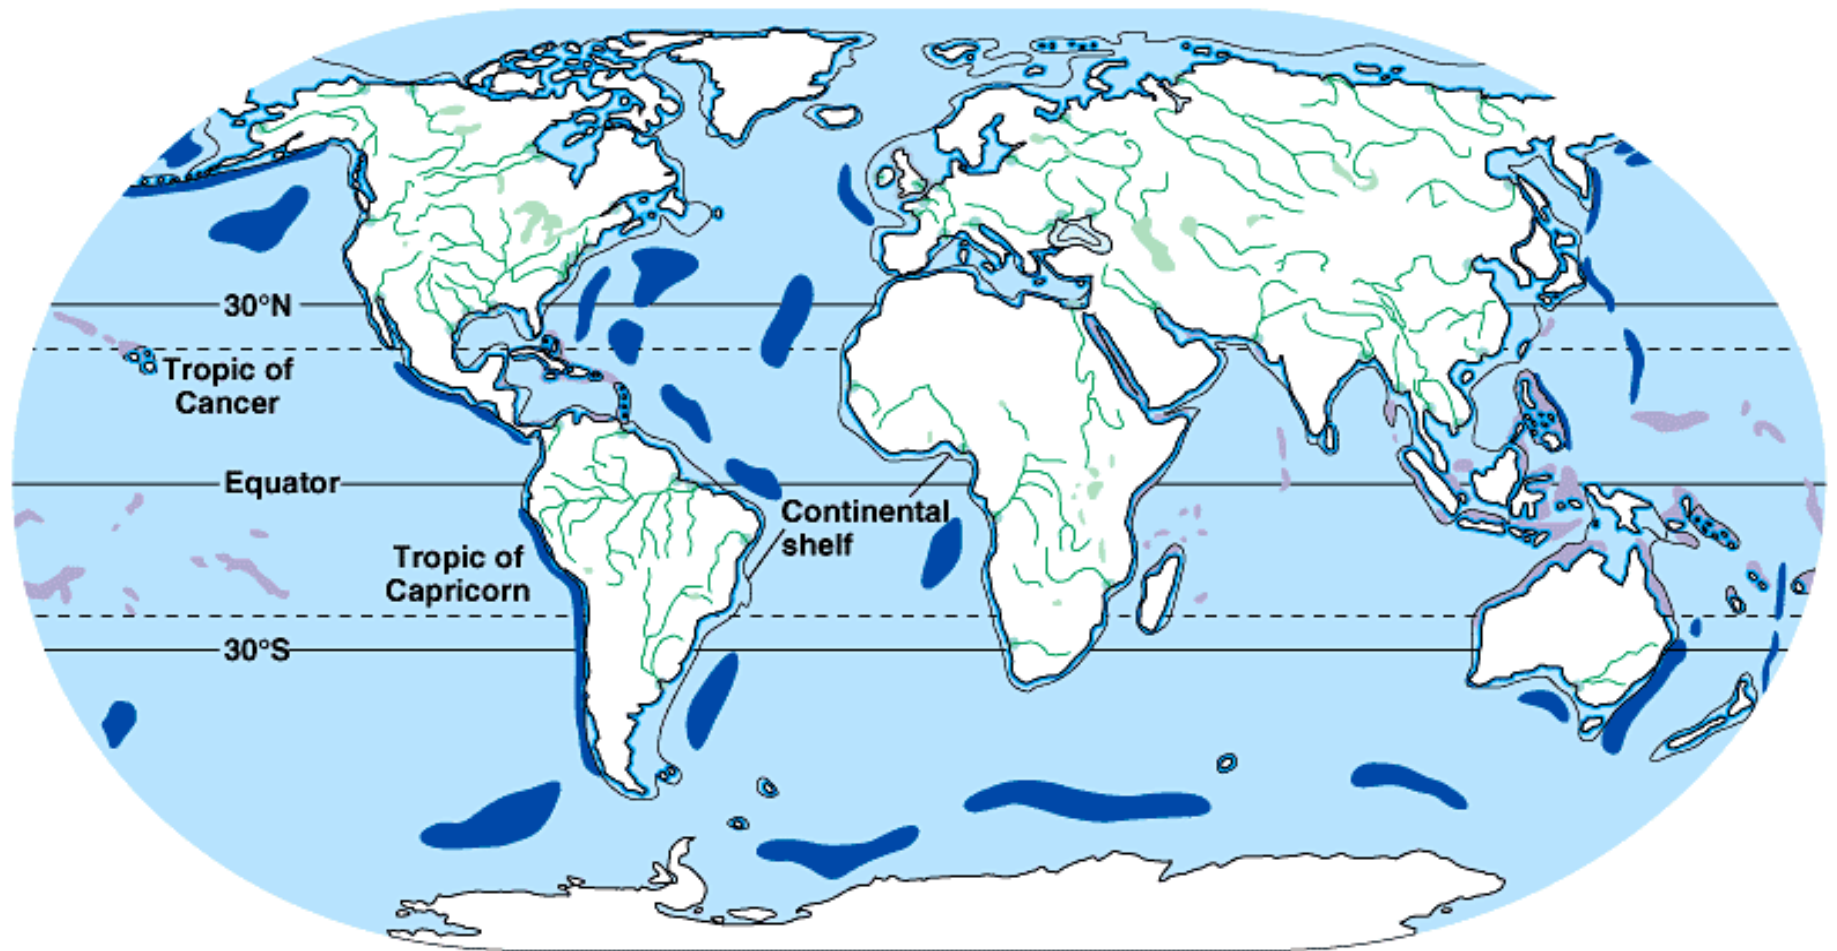 30°N
Tropic of
Cancer
Equator
Continental
shelf
Tropic of
Capricorn
30°S